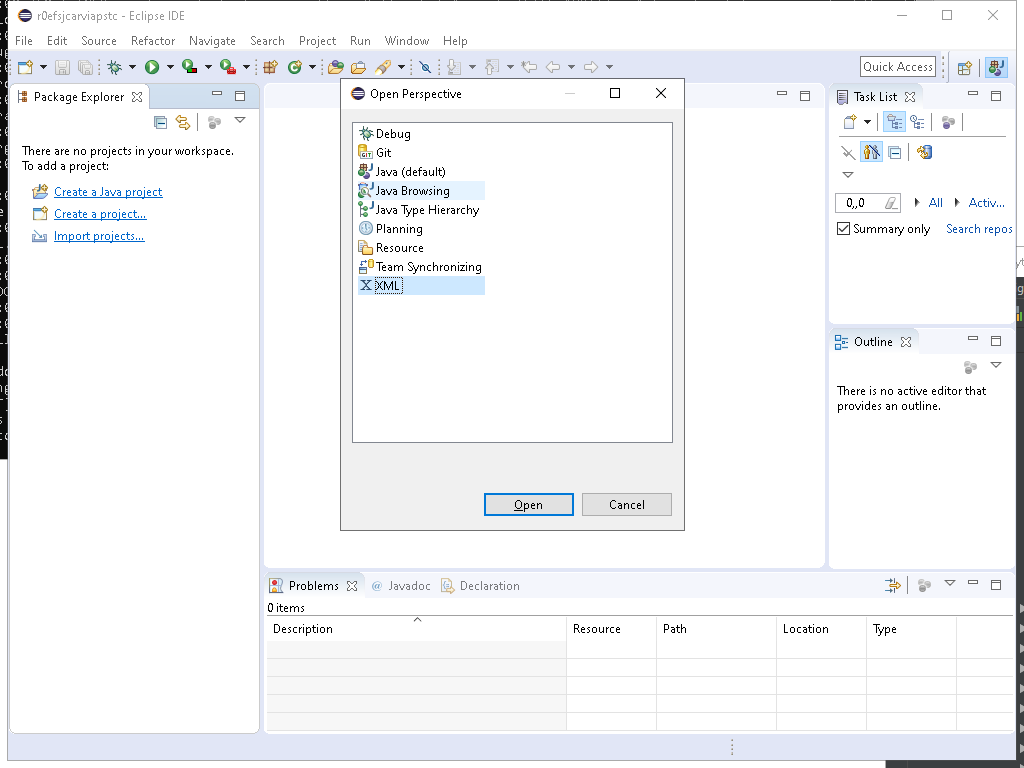 r0efsjcarviapstc - Eclipse IDE
File Edit Source Refactor Navigate Search Project Run Window Help
Quick Access
Package Explorer
There are no projects in your workspace.
To add a project:
Create a Java project
Create a project...
Import projects...
Open Perspective
Debug
Git
Java (default)
Java Browsing
Java Type Hierarchy
Planning
Resource
Team Synchronizing
XML
Open Cancel
Task List
0,,0 All Activ...
Summary only Search repos
Outline
There is no active editor that
provides an outline.
Problems @ Javadoc Declaration
0 items
Description Resource Path Location Type